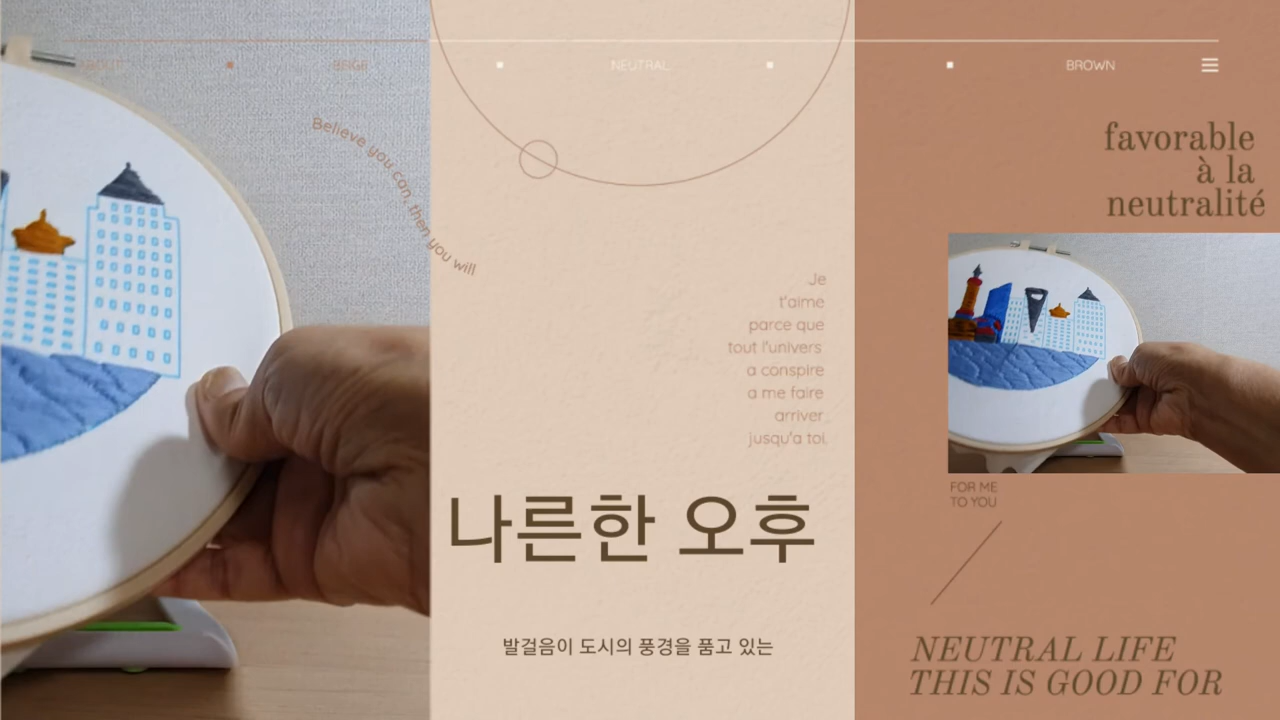 ABOUT
BEIGE
NEUTRAL
BROWN
Believe you can, then you will
favorable
à la
neutralité
Je
t'aime
parce que
tout l'univers
a conspire
a me faire
arriver
jusqu'a toi.
FOR ME
TO YOU
나른한 오후
발걸음이 도시의 풍경을 품고 있는
NEUTRAL LIFE
THIS IS GOOD FOR